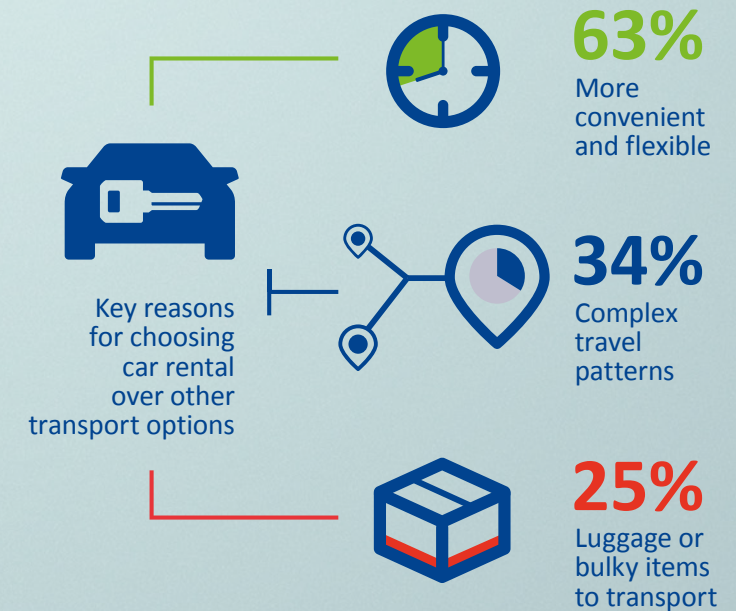 63%
More
convenient
and flexible
Key reasons
for choosing
car rental
over other
transport options
34%
Complex
travel
patterns
25%
Luggage or
bulky items
to transport